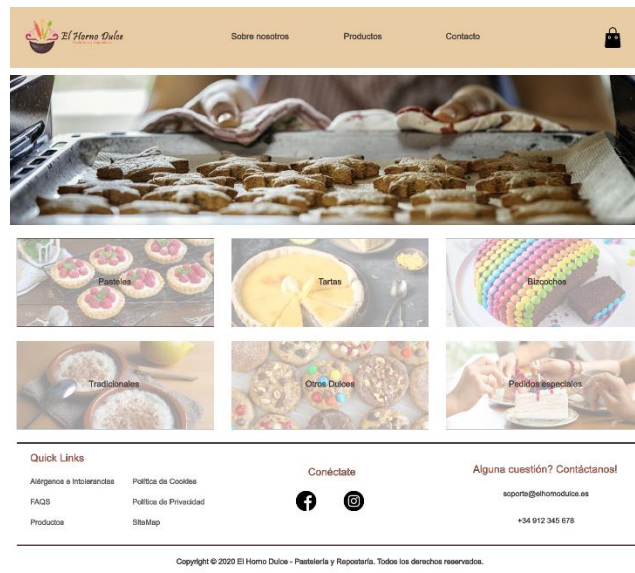 El Horno Dulce
Sobre nosotros
Productos
Contacto
Pasteles
Tartas
Bizcochos
Tradicionales
Otros Dulces
Pedidos especiales
Quick Links
Alérgenos e Intolerancias
Política de Cookies
FAQS
Política de Privacidad
Productos
SiteMap
Conéctate
Alguna cuestión? Contáctanos!
soporte@elhornodulce.es
+34 912 345 678
Copyright © 2020 El Horno Dulce - Pastelería y Repostería. Todos los derechos reservados.